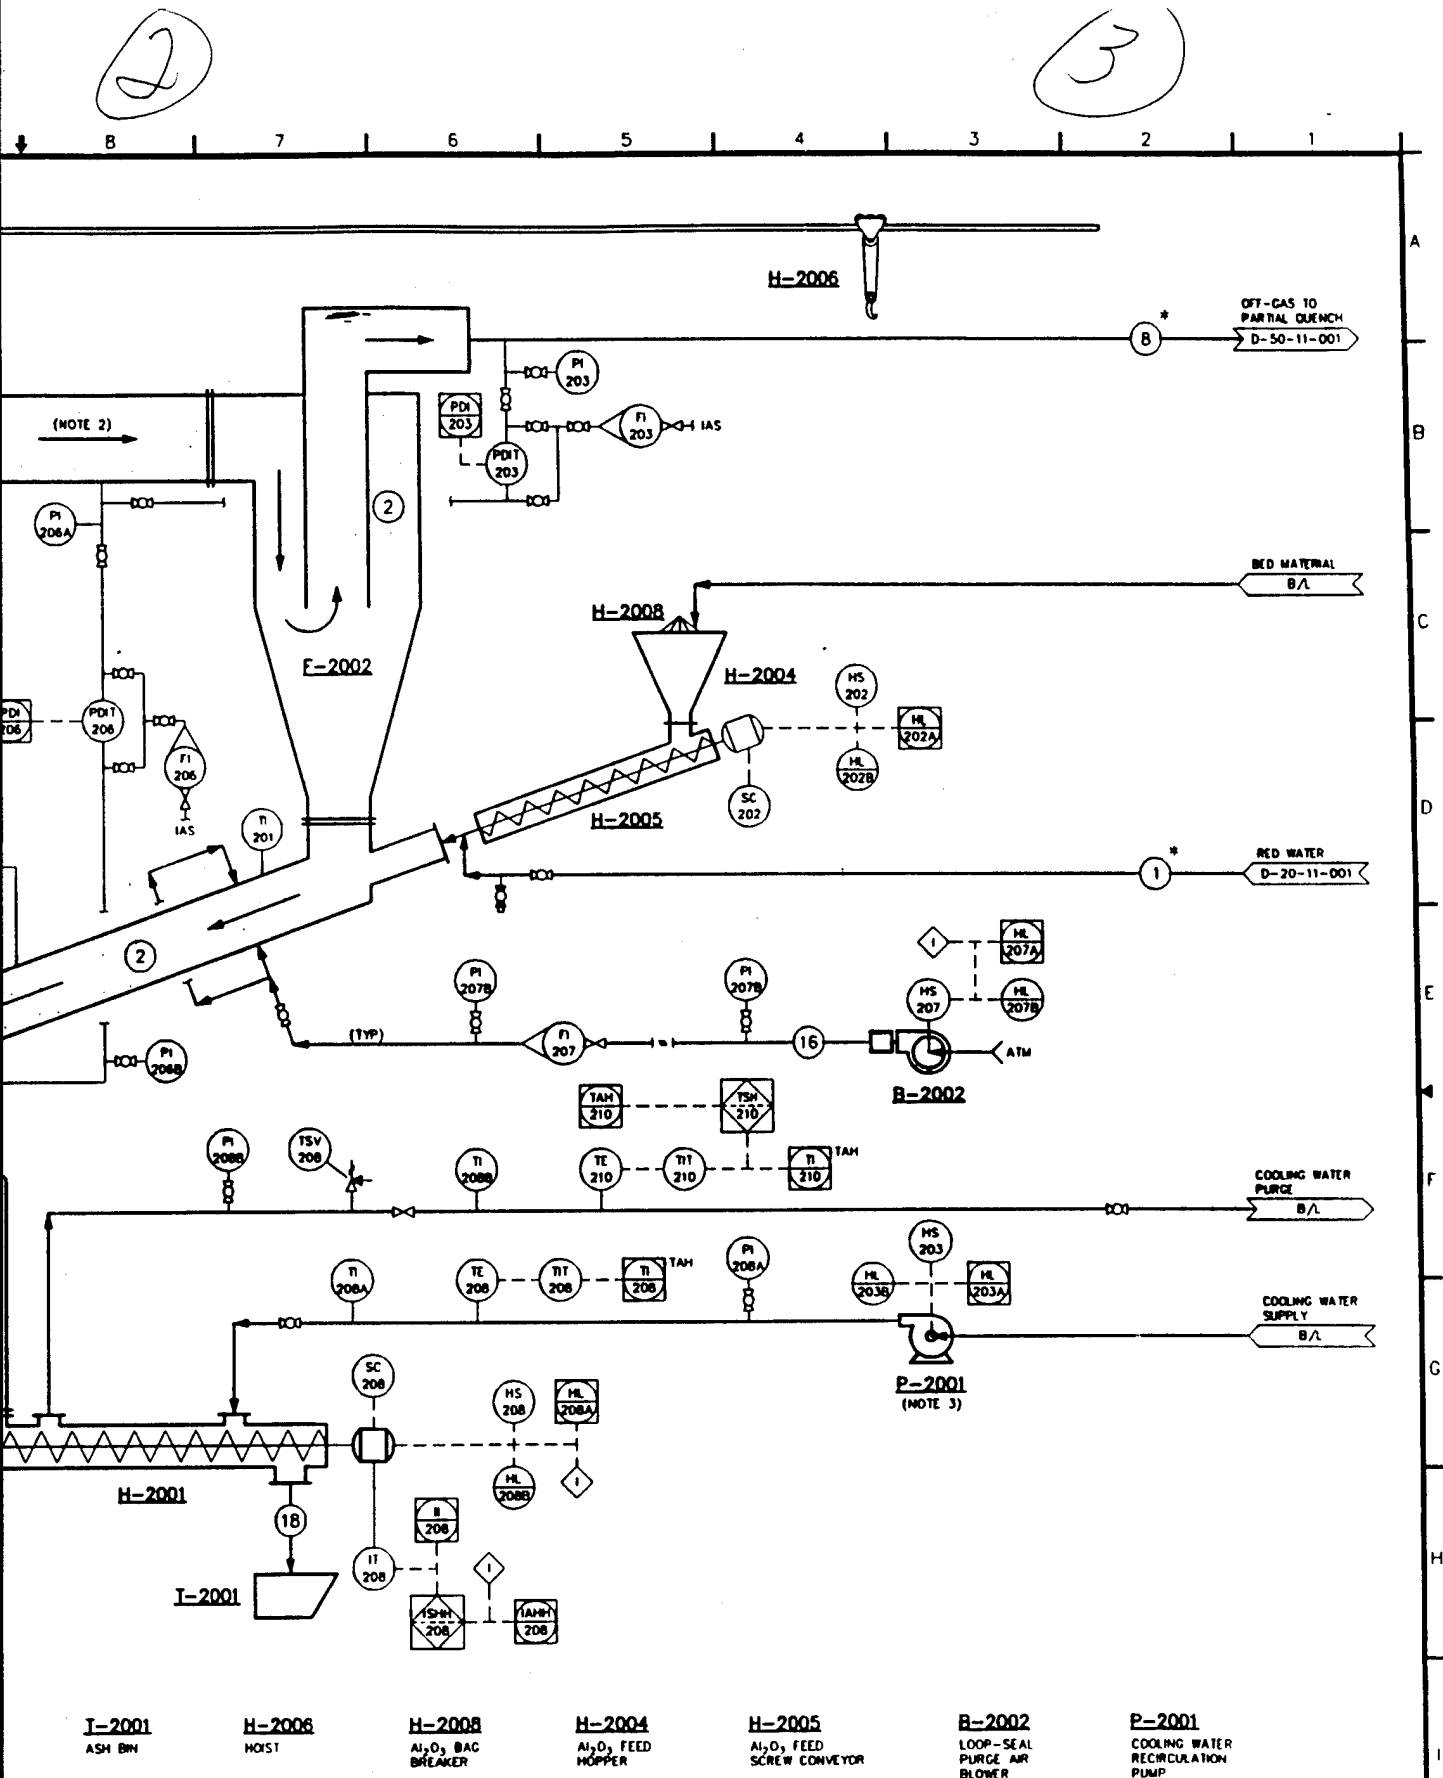 2
3
8 7 6 5 4 3 2 1
A
H-2006
OFF-GAS TO
PARTIAL QUENCH
D-50-11-001
8 *
PI
203
(NOTE 2)
PDI
203
FI
203
IAS
B
PDIT
203
2
PI
206A
BED MATERIAL
B/L
H-2008
C
F-2002
H-2004
HS
202
PDI
206
PDIT
206
HL
202A
FI
206
HL
202B
SC
202
IAS
H-2005
D
TI
201
RED WATER
D-20-11-001
1 *
2
HL
207A
I
PI
207B
PI
207B
HS
207
HL
207B
E
(TYP)
FI
207
16
ATM
PI
206B
B-2002
TAH
210
TSH
210
PI
208B
TSV
208
TI
208B
TE
210
TIT
210
TI
210
TAH
COOLING WATER
PURGE
B/L
F
HS
203
PI
208A
TI
208A
TE
208
TIT
208
TI
208
TAH
HL
203B
HL
203A
COOLING WATER
SUPPLY
B/L
G
P-2001
(NOTE 3)
SC
208
HS
208
HL
208A
H-2001
HL
208B
I
18
II
208
IT
208
I
H
T-2001
ISHH
208
IAHH
208
T-2001
ASH BIN
H-2006
HOIST
H-2008
Al2O3 BAG
BREAKER
H-2004
Al2O3 FEED
HOPPER
H-2005
Al2O3 FEED
SCREW CONVEYOR
B-2002
LOOP-SEAL
PURGE AIR
BLOWER
P-2001
COOLING WATER
RECIRCULATION
PUMP
I